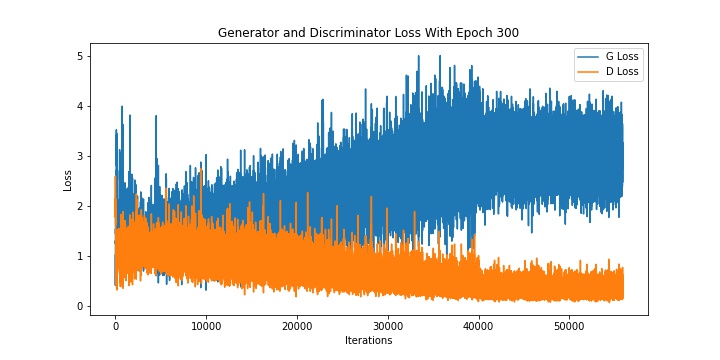 Generator and Discriminator Loss With Epoch 300
G Loss
D Loss
5
4
3
2
1
0
Loss
0 10000 20000 30000 40000 50000
Iterations